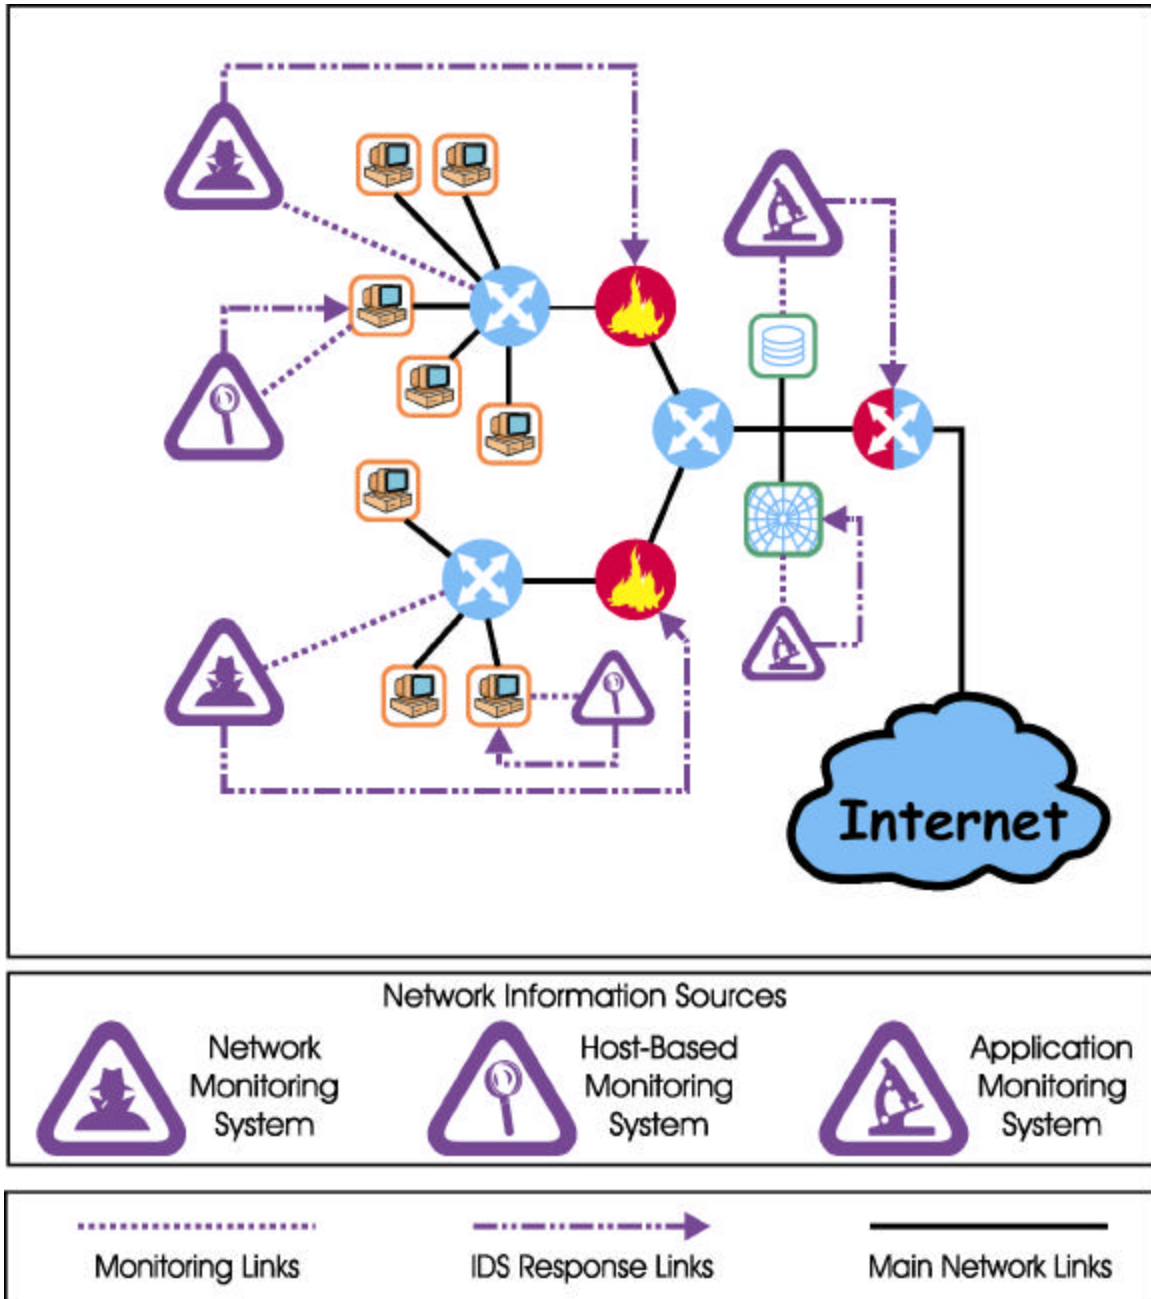 Internet
Network Information Sources
Network
Monitoring
System
Host-Based
Monitoring
System
Application
Monitoring
System
Monitoring Links
IDS Response Links
Main Network Links